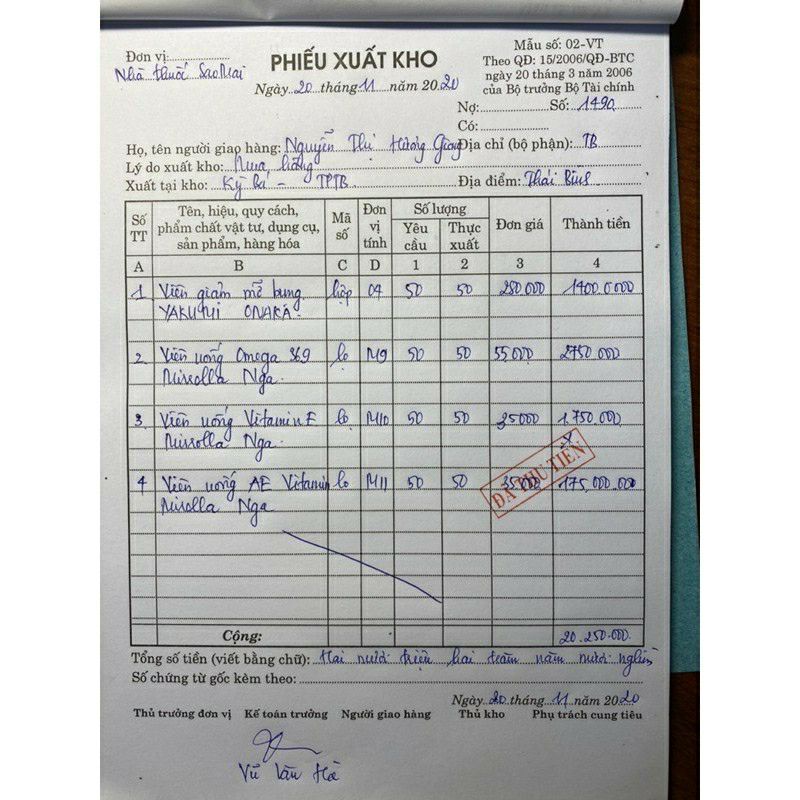 Đơn vị:
Nhà thuốc Sao Mai
PHIẾU XUẤT KHO
Ngày 20 tháng 11 năm 2020
Mẫu số: 02-VT
Theo QĐ: 15/2006/QĐ-BTC
ngày 20 tháng 3 năm 2006
của Bộ trưởng Bộ Tài chính
Nợ: Số: 1490
Có:
Họ, tên người giao hàng: Nguyễn Thị Hương Giang Địa chỉ (bộ phận): TB
Lý do xuất kho: Mua hàng
Xuất tại kho: Kỳ Bá - TPTB Địa điểm: Thái Bình
Số TT Tên, hiệu, quy cách, phẩm chất vật tư, dụng cụ, sản phẩm, hàng hóa Mã số Đơn vị tính Số lượng Yêu cầu Thực xuất Đơn giá Thành tiền
A B C D 1 2 3 4
1 Viên giảm mỡ bụng hộp 04 50 50 280.000 1400.0.000
YAKUCHI ONAKA
2 Viên uống Omega 369 lọ M9 50 50 55,000 2750.000
Mirrolla Nga
3 Viên uống Vitamin E lọ M10 50 50 35000 1.750.000
Mirrolla Nga
4 Viên uống AE Vitamin lọ M11 50 50 35000 175,000.000
Mirolla Nga
ĐÃ THU TIỀN
Cộng: 20.250.000
Tổng số tiền (viết bằng chữ): Hai mươi triệu hai trăm năm mươi nghìn
Số chứng từ gốc kèm theo:
Ngày 20 tháng 11 năm 2020
Thủ trưởng đơn vị Kế toán trưởng Người giao hàng Thủ kho Phụ trách cung tiêu
Vũ Văn Hà